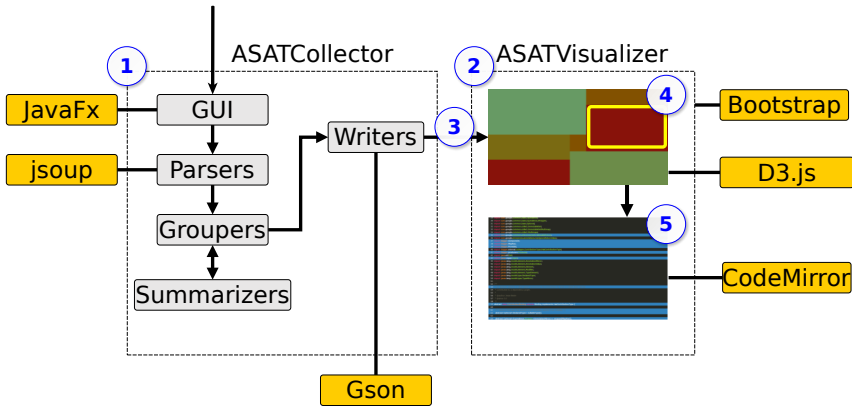 ASATCollector
ASATVisualizer
1
2
4
JavaFx
GUI
Bootstrap
Writers
3
jsoup
Parsers
D3.js
Groupers
5
Summarizers
CodeMirror
Gson